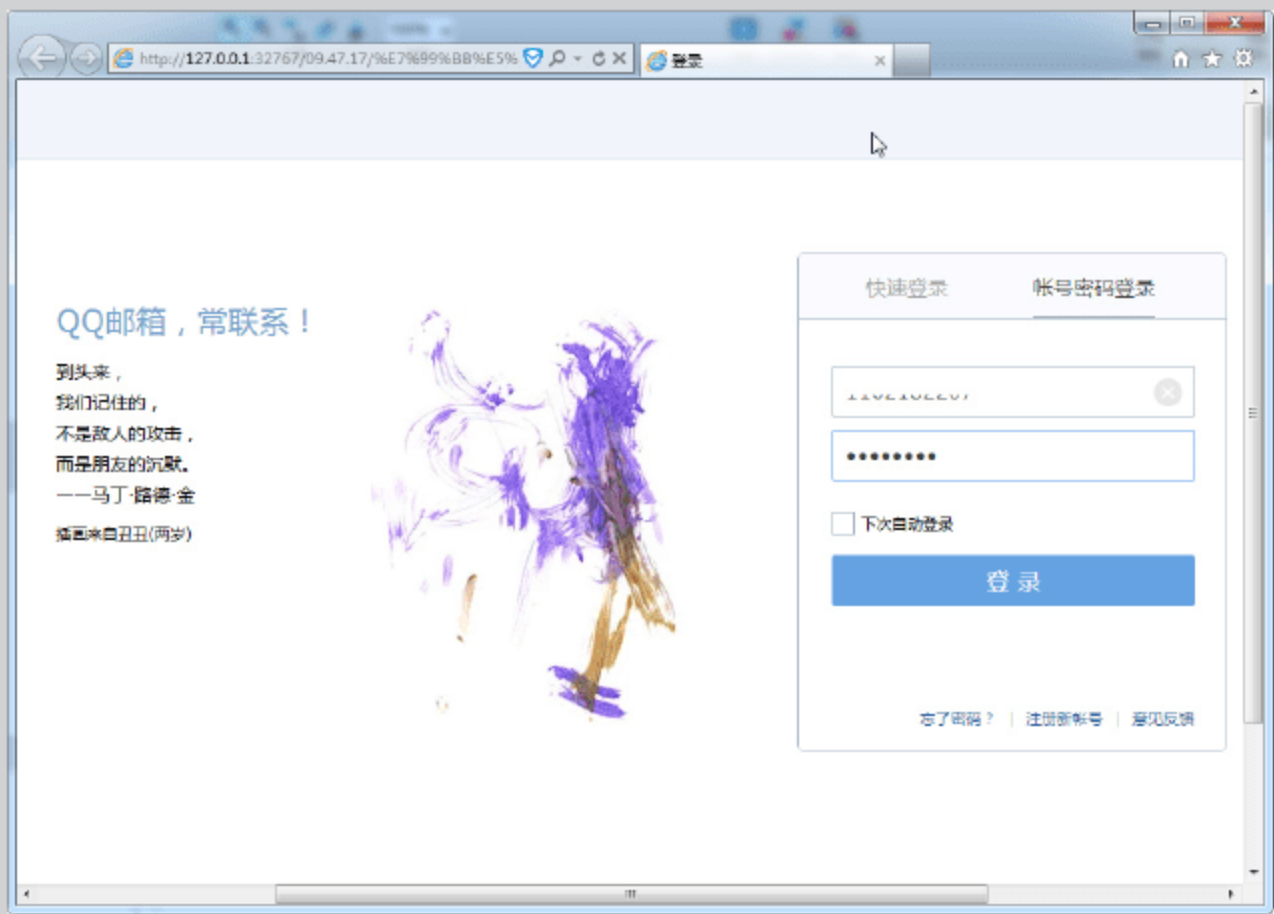 http://127.0.0.1:32767/09.47.17/%E7%99%BB%E5%
登录
QQ邮箱，常联系！
到头来，
我们记住的，
不是敌人的攻击，
而是朋友的沉默。
——马丁·路德·金
插画来自丑丑(两岁)
快速登录 帐号密码登录
下次自动登录
登 录
忘了密码？ 注册新帐号 意见反馈